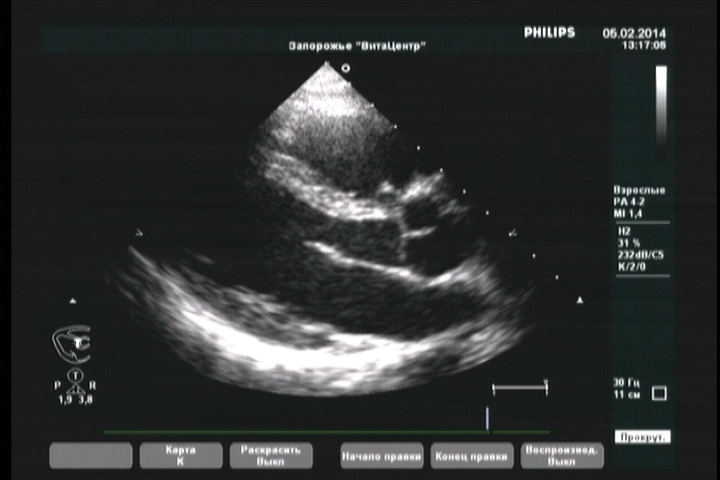 PHILIPS
05.02.2014
13:17:05
Запорожье "ВитаЦентр"
Взрослые
PA 4-2
MI 1,4
H2
31 %
232dB/C5
K/2/0
T
P R
1,9 3,8
30 Гц
11 см
Прокрут.
Карта
K
Раскрасить
Выкл
Начало правки
Конец правки
Воспроизвед.
Выкл